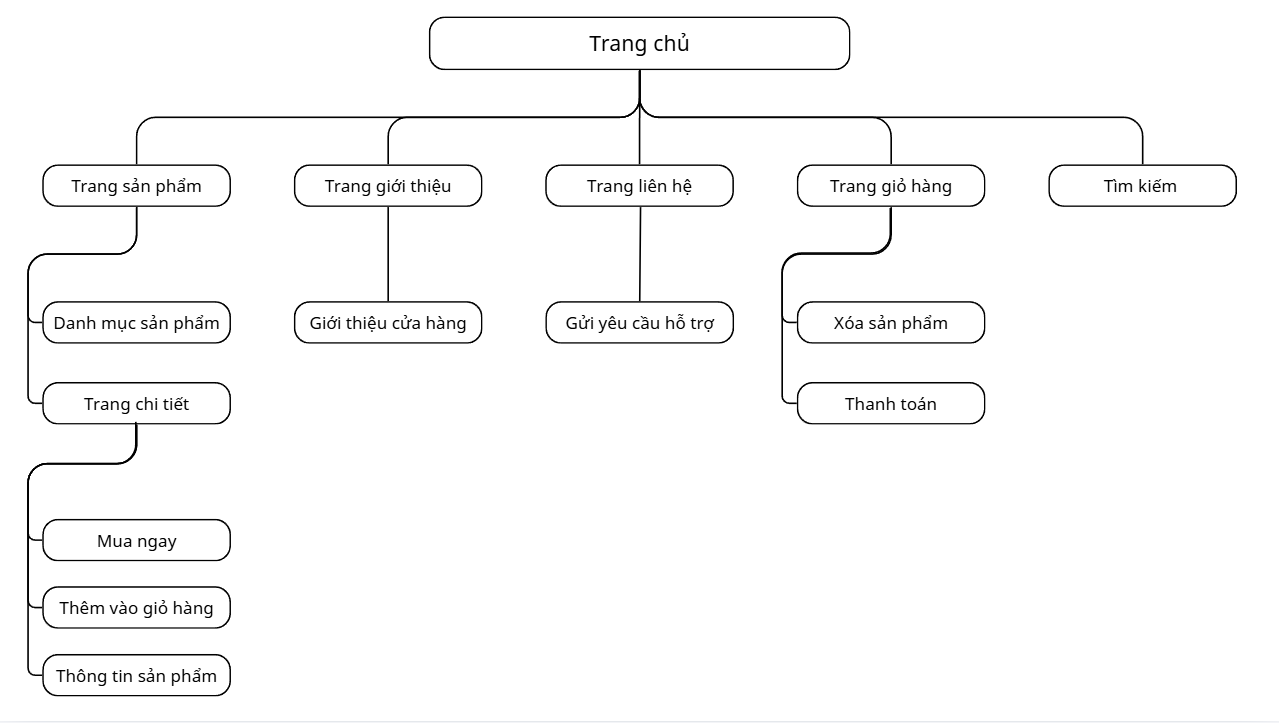 Trang chủ
Trang sản phẩm
Trang giới thiệu
Trang liên hệ
Trang giỏ hàng
Tìm kiếm
Danh mục sản phẩm
Giới thiệu cửa hàng
Gửi yêu cầu hỗ trợ
Xóa sản phẩm
Trang chi tiết
Thanh toán
Mua ngay
Thêm vào giỏ hàng
Thông tin sản phẩm